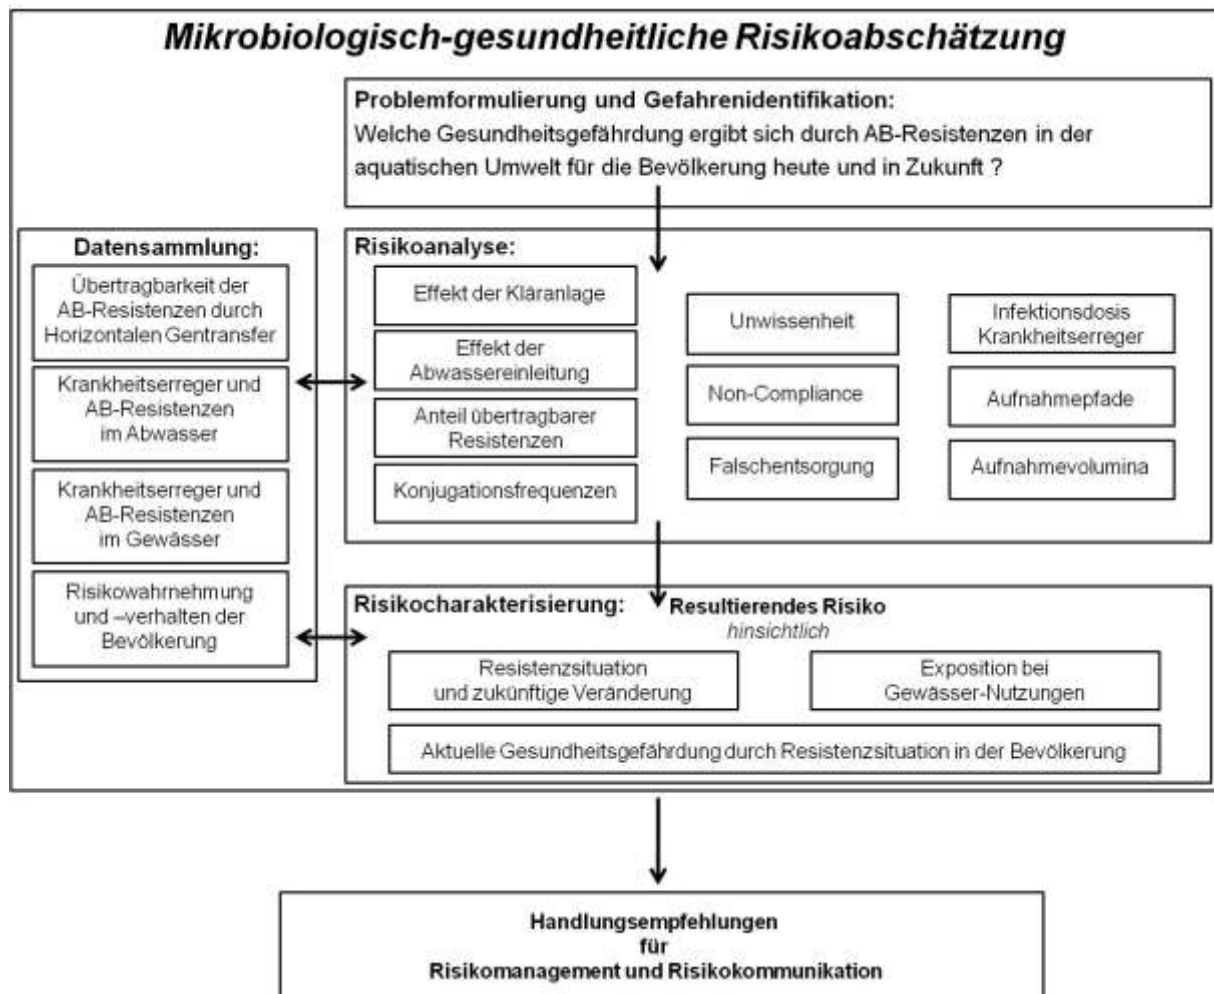 Mikrobiologisch-gesundheitliche Risikoabschätzung
Problemformulierung und Gefahrenidentifikation:
Welche Gesundheitsgefährdung ergibt sich durch AB-Resistenzen in der
aquatischen Umwelt für die Bevölkerung heute und in Zukunft ?
Datensammlung:
Übertragbarkeit der
AB-Resistenzen durch
Horizontalen Gentransfer
Krankheitserreger und
AB-Resistenzen
im Abwasser
Krankheitserreger und
AB-Resistenzen
im Gewässer
Risikowahrnehmung
und –verhalten der
Bevölkerung
Risikoanalyse:
Effekt der Kläranlage
Effekt der
Abwassereinleitung
Anteil übertragbarer
Resistenzen
Konjugationsfrequenzen
Unwissenheit
Non-Compliance
Falschentsorgung
Infektionsdosis
Krankheitserreger
Aufnahmepfade
Aufnahmevolumina
Risikocharakterisierung:
Resultierendes Risiko
hinsichtlich
Resistenzsituation
und zukünftige Veränderung
Exposition bei
Gewässer-Nutzungen
Aktuelle Gesundheitsgefährdung durch Resistenzsituation in der Bevölkerung
Handlungsempfehlungen
für
Risikomanagement und Risikokommunikation